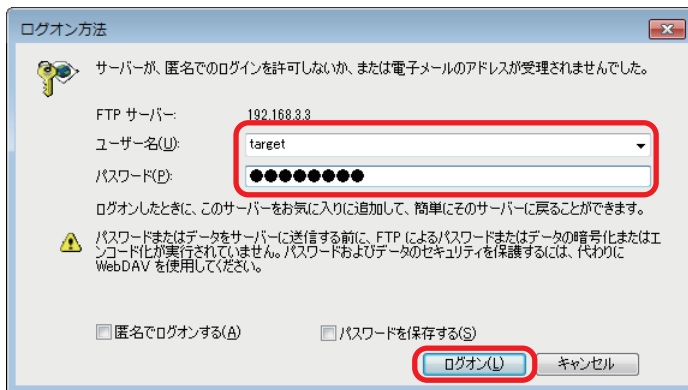 ログオン方法
サーバーが、匿名でのログインを許可しないか、または電子メールのアドレスが受理されませんでした。
FTP サーバー: 192.168.3.3
ユーザー名(U): target
パスワード(P): ●●●●●●●●
ログオンしたときに、このサーバーをお気に入りに追加して、簡単にそのサーバーに戻ることができます。
パスワードまたはデータをサーバーに送信する前に、FTP によるパスワードまたはデータの暗号化またはエ
ンコード化が実行されていません。パスワードおよびデータのセキュリティを保護するには、代わりに
WebDAV を使用してください。
匿名でログオンする(A) パスワードを保存する(S)
ログオン(L) キャンセル